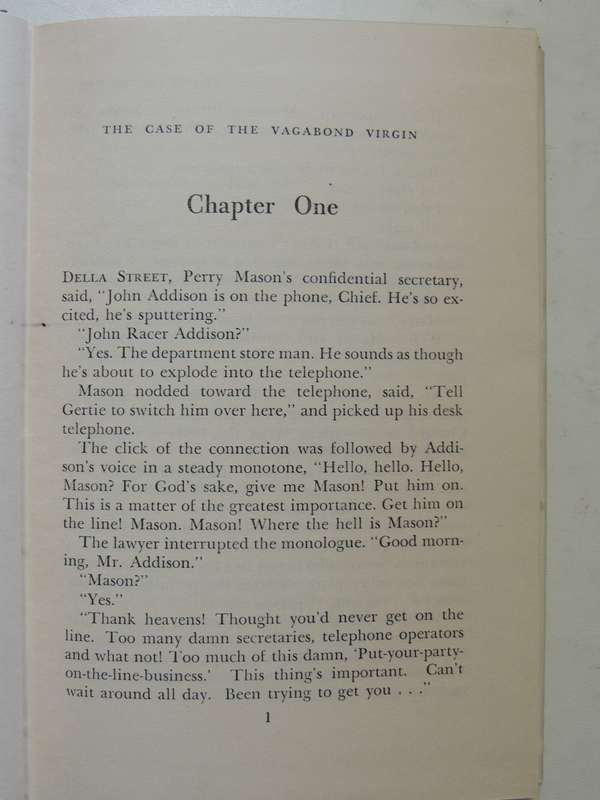 THE CASE OF THE VAGABOND VIRGIN
Chapter One
DELLA STREET, Perry Mason's confidential secretary,
said, "John Addison is on the phone, Chief. He's so ex-
cited, he's sputtering."
"John Racer Addison?"
"Yes. The department store man. He sounds as though
he's about to explode into the telephone."
Mason nodded toward the telephone, said, "Tell
Gertie to switch him over here," and picked up his desk
telephone.
The click of the connection was followed by Addi-
son's voice in a steady monotone, "Hello, hello. Hello,
Mason? For God's sake, give me Mason! Put him on.
This is a matter of the greatest importance. Get him on
the line! Mason. Mason! Where the hell is Mason?"
The lawyer interrupted the monologue. "Good morn-
ing, Mr. Addison."
"Mason?"
"Yes."
"Thank heavens! Thought you'd never get on the
line. Too many damn secretaries, telephone operators
and what not! Too much of this damn, 'Put-your-party-
on-the-line-business.' This thing's important. Can't
wait around all day. Been trying to get you . . ."
1